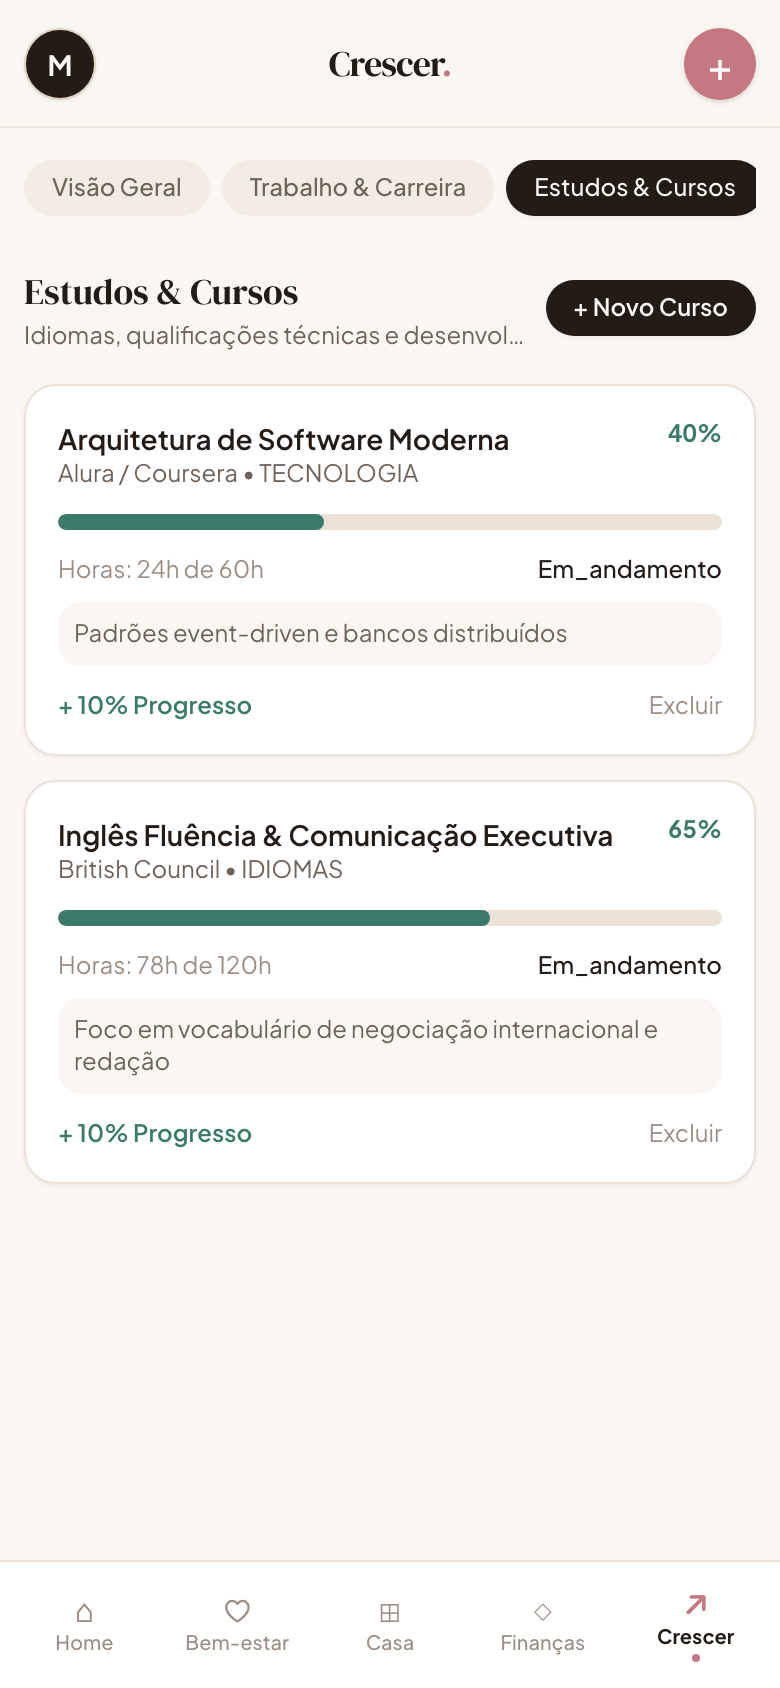 M
Crescer.
+
Visão Geral
Trabalho & Carreira
Estudos & Cursos
Estudos & Cursos
+ Novo Curso
Idiomas, qualificações técnicas e desenvol...
Arquitetura de Software Moderna
40%
Alura / Coursera • TECNOLOGIA
Horas: 24h de 60h
Em_andamento
Padrões event-driven e bancos distribuídos
+ 10% Progresso
Excluir
Inglês Fluência & Comunicação Executiva
65%
British Council • IDIOMAS
Horas: 78h de 120h
Em_andamento
Foco em vocabulário de negociação internacional e
redação
+ 10% Progresso
Excluir
Home
Bem-estar
Casa
Finanças
Crescer